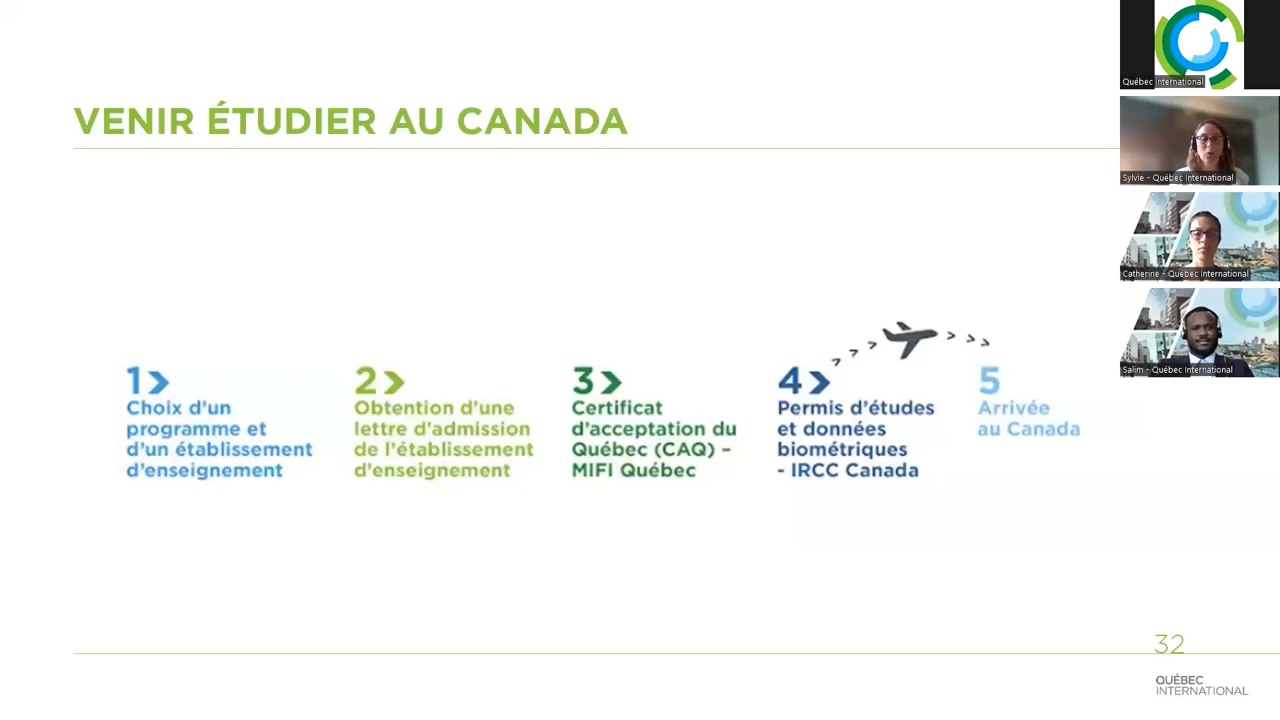 VENIR ÉTUDIER AU CANADA
1
Choix d'un
programme et
d'un établissement
d'enseignement
2
Obtention d'une
lettre d'admission
de l'établissement
d'enseignement
3
Certificat
d'acceptation du
Québec (CAQ) –
MIFI Québec
4
Permis d'études
et données
biométriques
- IRCC Canada
5
Arrivée
au Canada
32
QUÉBEC
INTERNATIONAL
Québec International
Sylvie - Québec International
Catherine - Québec International
Salim - Québec International